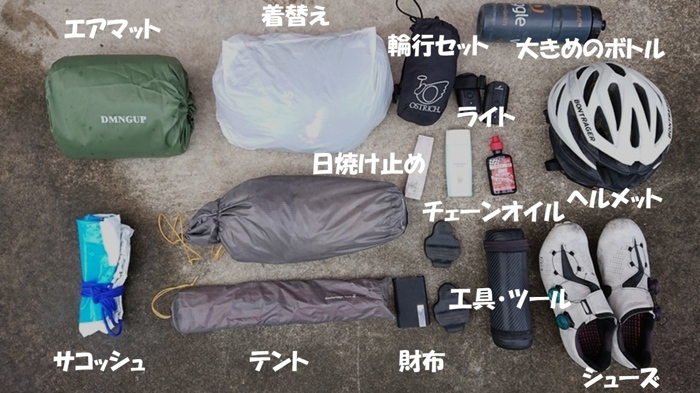 エアマット
着替え
輪行セット
大きめのボトル
DMNGUP
OSTRICH
ライト
BONTRAGER
日焼け止め
チェーンオイル
ヘルメット
工具・ツール
サコッシュ
テント
財布
シューズ